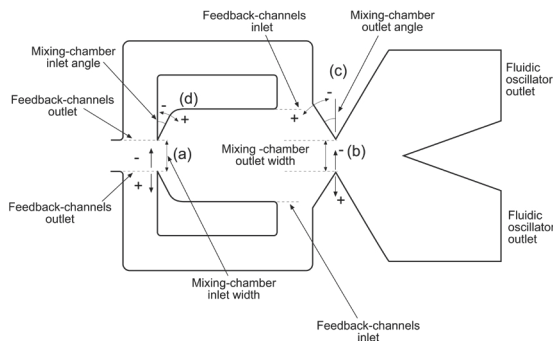 Feedback-channels
inlet
Mixing-chamber
outlet angle
Mixing-chamber
inlet angle
(c)
-
+
Fluidic
oscillator
outlet
Feedback-channels
outlet
(d)
-
+
(a)
-
+
Mixing -chamber
outlet width
(b)
-
+
Feedback-channels
outlet
Fluidic
oscillator
outlet
Mixing-chamber
inlet width
Feedback-channels
inlet